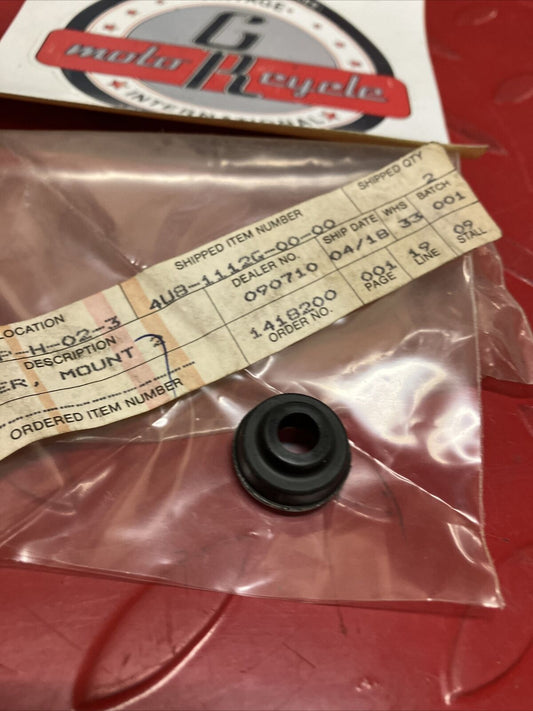 G
R
moto cycle
INTERNATIONAL
SHIPPED ITEM NUMBER
SHIPPED QTY
4U8-1112G-00-00
2
DEALER NO.
SHIP DATE
WHS
BATCH
090710
04/18
33
001
LOCATION
-H-02-3
1418200
001
19
09
DESCRIPTION
ORDER NO.
PAGE
LINE
STALL
ER, MOUNT 2
ORDERED ITEM NUMBER